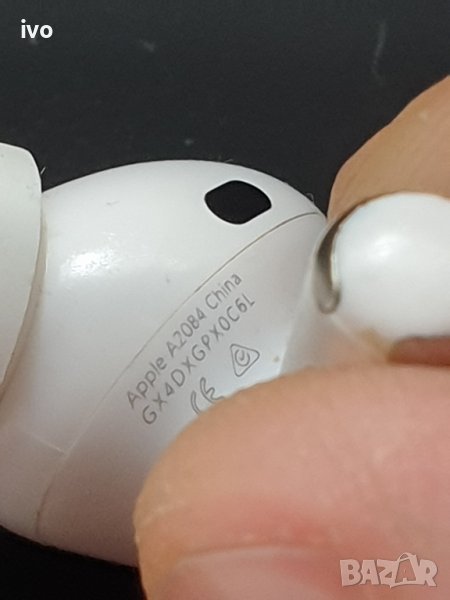 ivo
Apple A2084 China
GX4DXGPX0C6L
CE
BAZAR